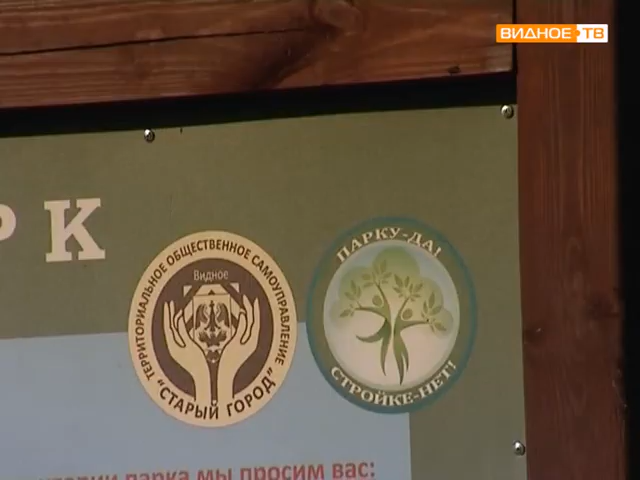 ВИДНОЕ ТВ
РК
ТЕРРИТОРИАЛЬНОЕ ОБЩЕСТВЕННОЕ САМОУПРАВЛЕНИЕ
Видное
"СТАРЫЙ ГОРОД"
ПАРКУ-ДА!
СТРОЙКЕ-НЕТ!
парка мы просим вас: